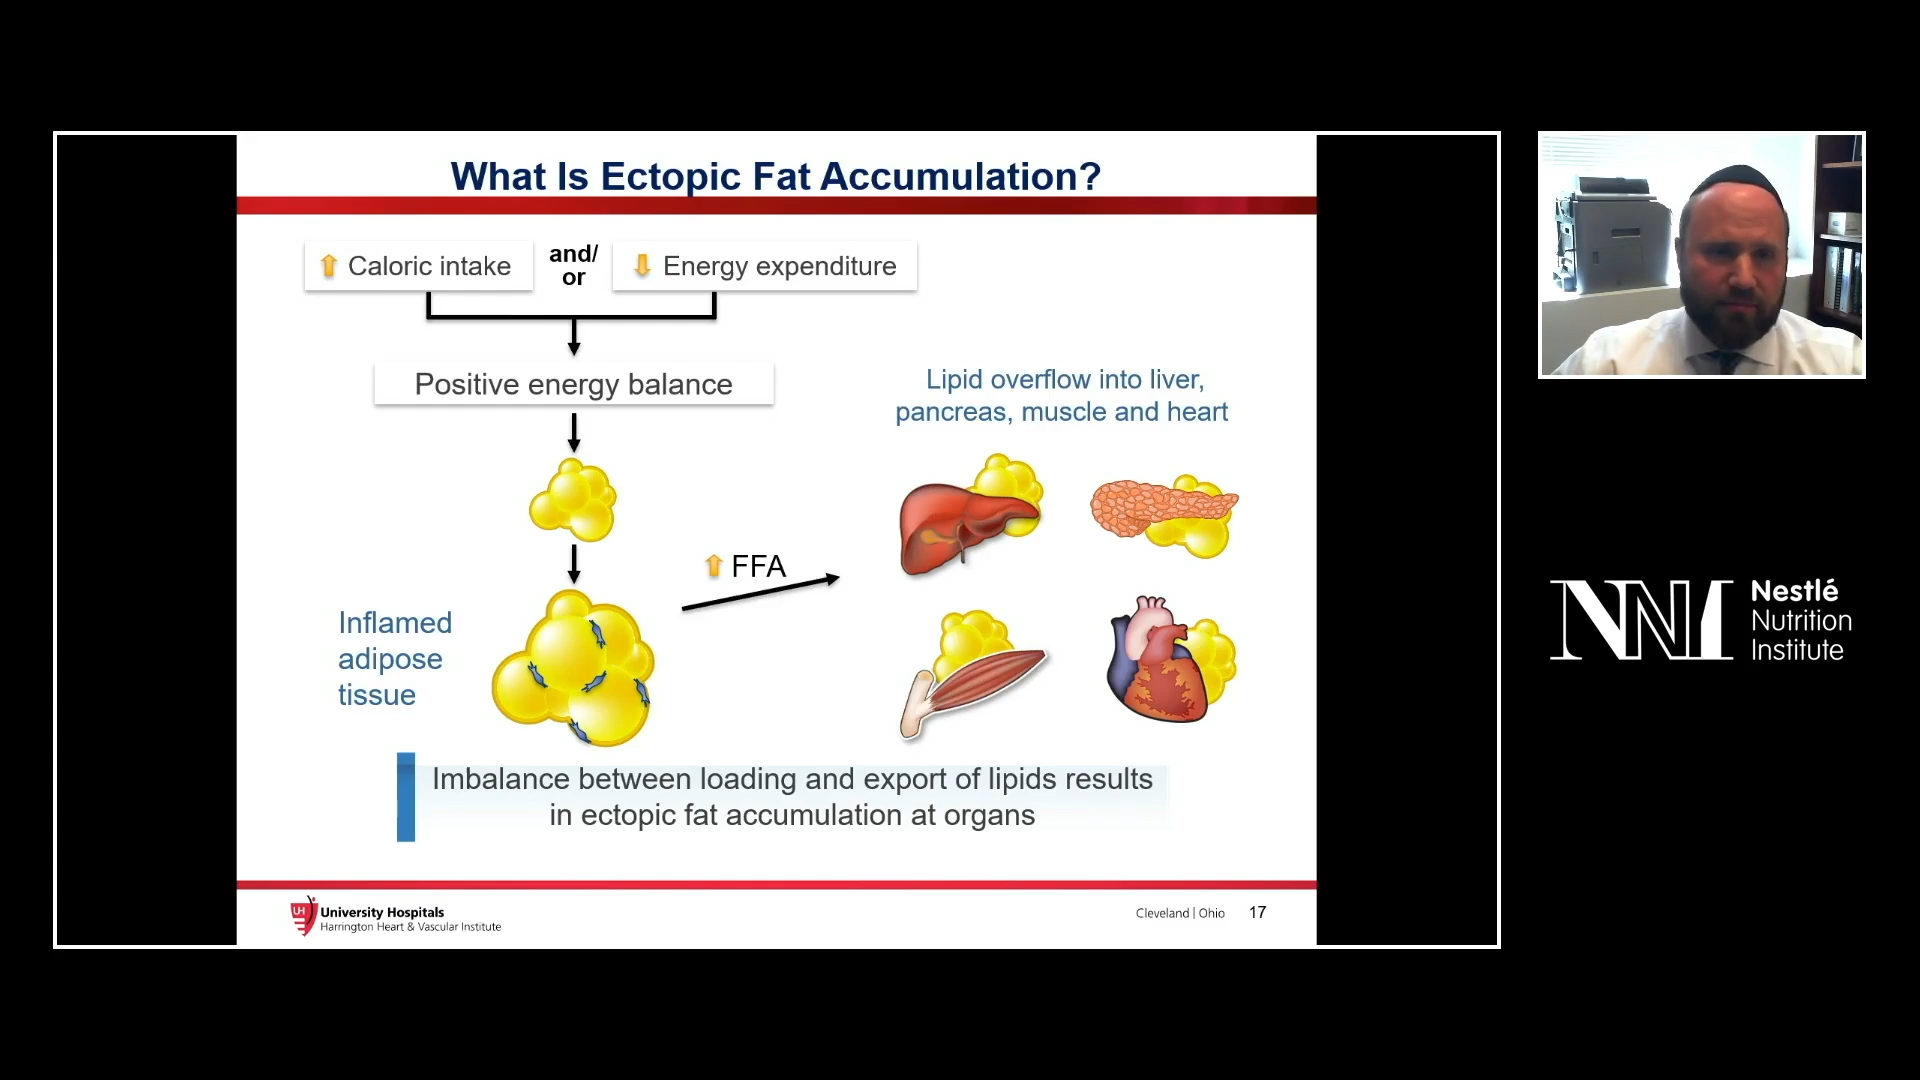 What Is Ectopic Fat Accumulation?
Caloric intake
and/
or
Energy expenditure
Positive energy balance
Lipid overflow into liver,
pancreas, muscle and heart
FFA
Inflamed
adipose
tissue
Imbalance between loading and export of lipids results
in ectopic fat accumulation at organs
UH
University Hospitals
Harrington Heart & Vascular Institute
Cleveland | Ohio
17
NNI
Nestlé
Nutrition
Institute